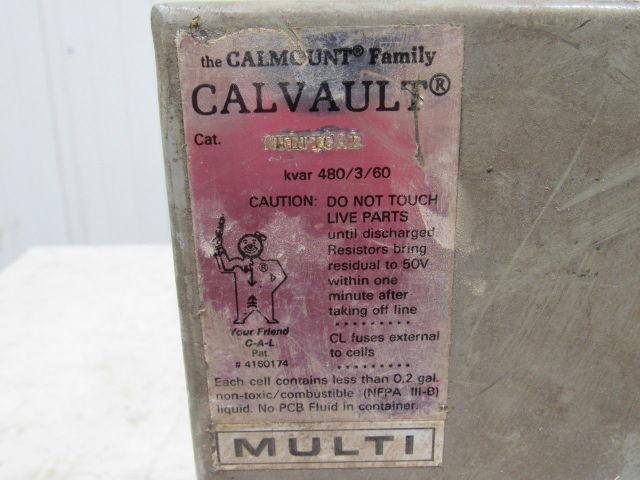 the CALMOUNT® Family
CALVAULT®
Cat.
kvar 480/3/60
CAUTION: DO NOT TOUCH
LIVE PARTS
until discharged
Resistors bring
residual to 50V
within one
minute after
taking off line
CL fuses external
to cells
®
Your Friend
C-A-L
Pat.
# 4160174
Each cell contains less than 0.2 gal.
non-toxic/combustible (NFPA III-B)
liquid. No PCB Fluid in container.
MULTI